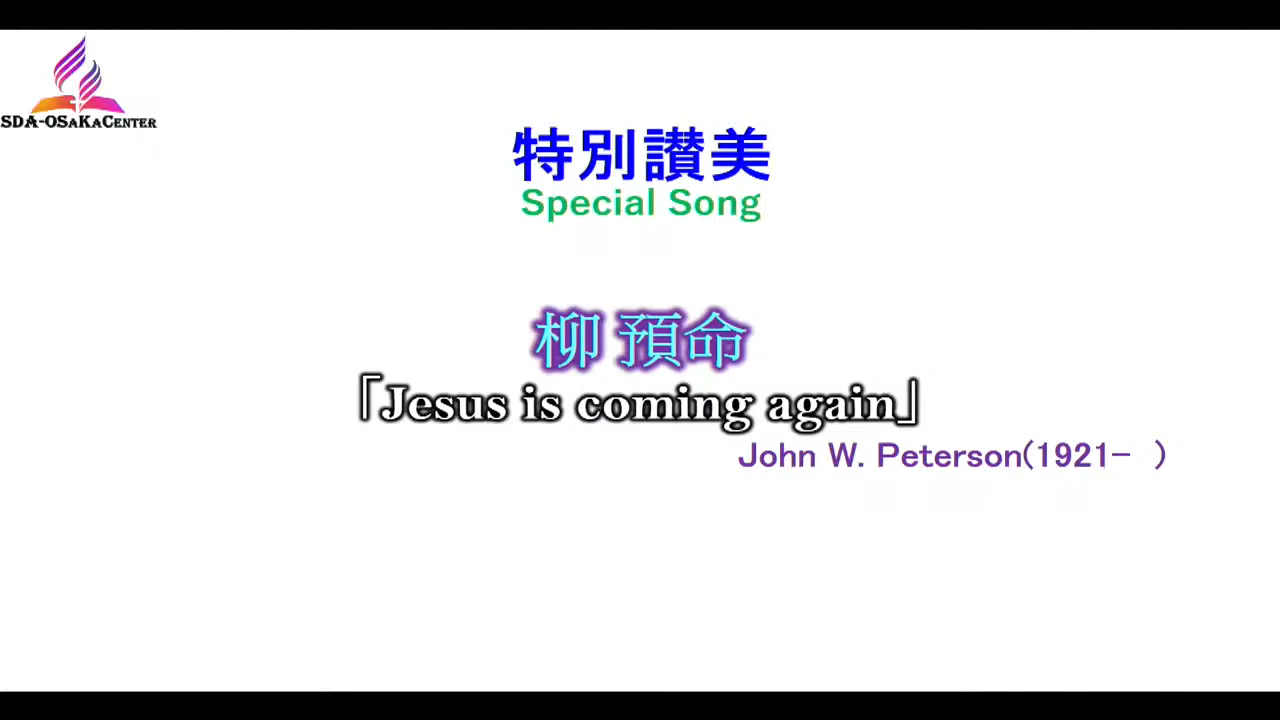 SDA-OSaKaCenter
特別讃美
Special Song
柳 預命
「Jesus is coming again」
John W. Peterson(1921-  )